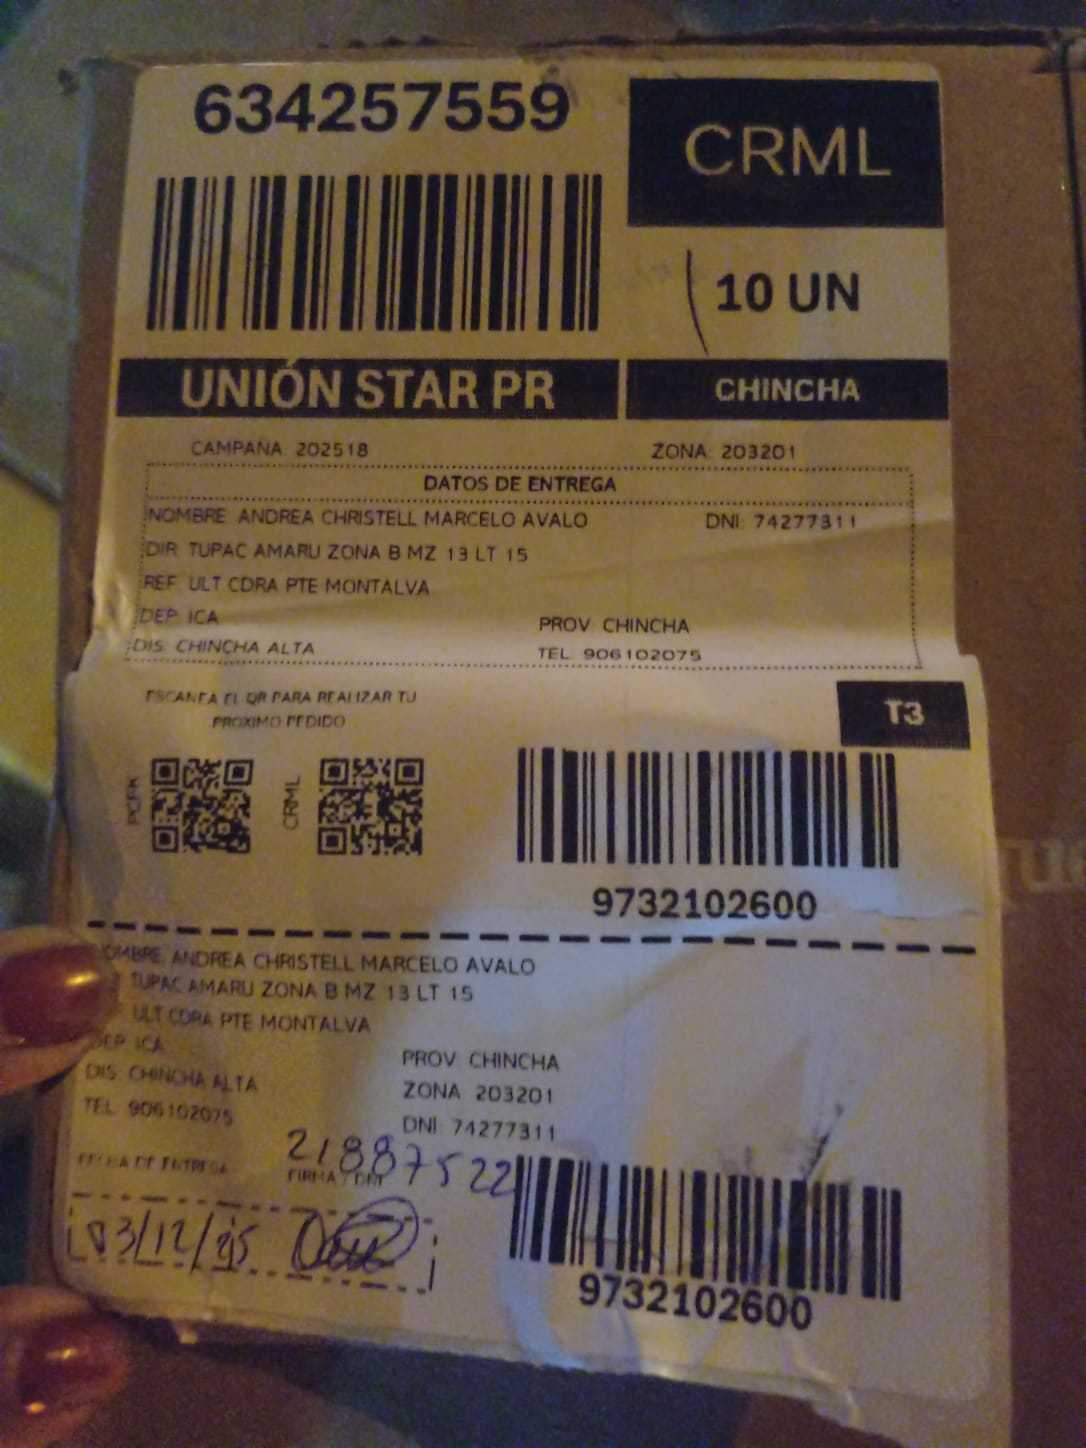 634257559
CRML
10 UN
UNIÓN STAR PR
CHINCHA
CAMPAÑA: 202518
ZONA: 203201
DATOS DE ENTREGA
NOMBRE: ANDREA CHRISTELL MARCELO AVALO
DNI: 74277311
DIR: TUPAC AMARU ZONA B MZ 13 LT 15
REF: ULT CDRA PTE MONTALVA
DEP: ICA
PROV: CHINCHA
DIS: CHINCHA ALTA
TEL: 906102075
ESCANEA EL QR PARA REALIZAR TU
PROXIMO PEDIDO
T3
CRML
9732102600
NOMBRE: ANDREA CHRISTELL MARCELO AVALO
TUPAC AMARU ZONA B MZ 13 LT 15
ULT CDRA PTE MONTALVA
DEP: ICA
PROV: CHINCHA
DIS: CHINCHA ALTA
ZONA: 203201
TEL: 906102075
DNI: 74277311
21887522
FECHA DE ENTREGA
FIRMA / DNI
03/12/25
9732102600